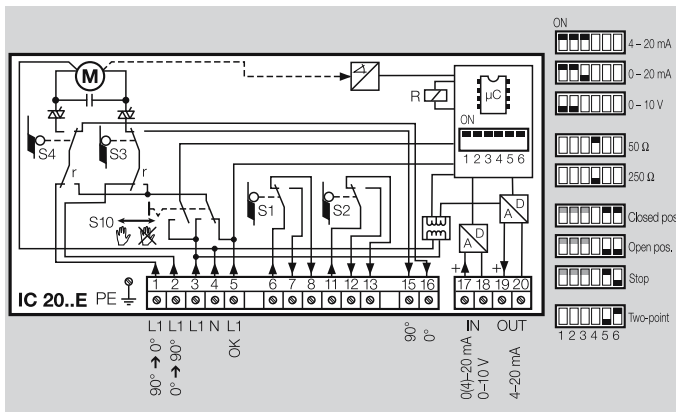 ON
4 – 20 mA
0 – 20 mA
0 – 10 V
50 Ω
250 Ω
Closed pos
Open pos.
Stop
Two-point
1 2 3 4 5 6
M
R
µC
ON
1 2 3 4 5 6
S4
S3
r
r
S10
S1
S2
A
D
D
A
+
+
IC 20..E
PE
1 2 3 4 5 6 7 8 11 12 13 15 16 17 18 19 20
L1 L1 L1 N L1
90° → 0°
0° → 90°
OK
90°
0°
IN
0(4)–20 mA
0–10 V
OUT
4–20 mA